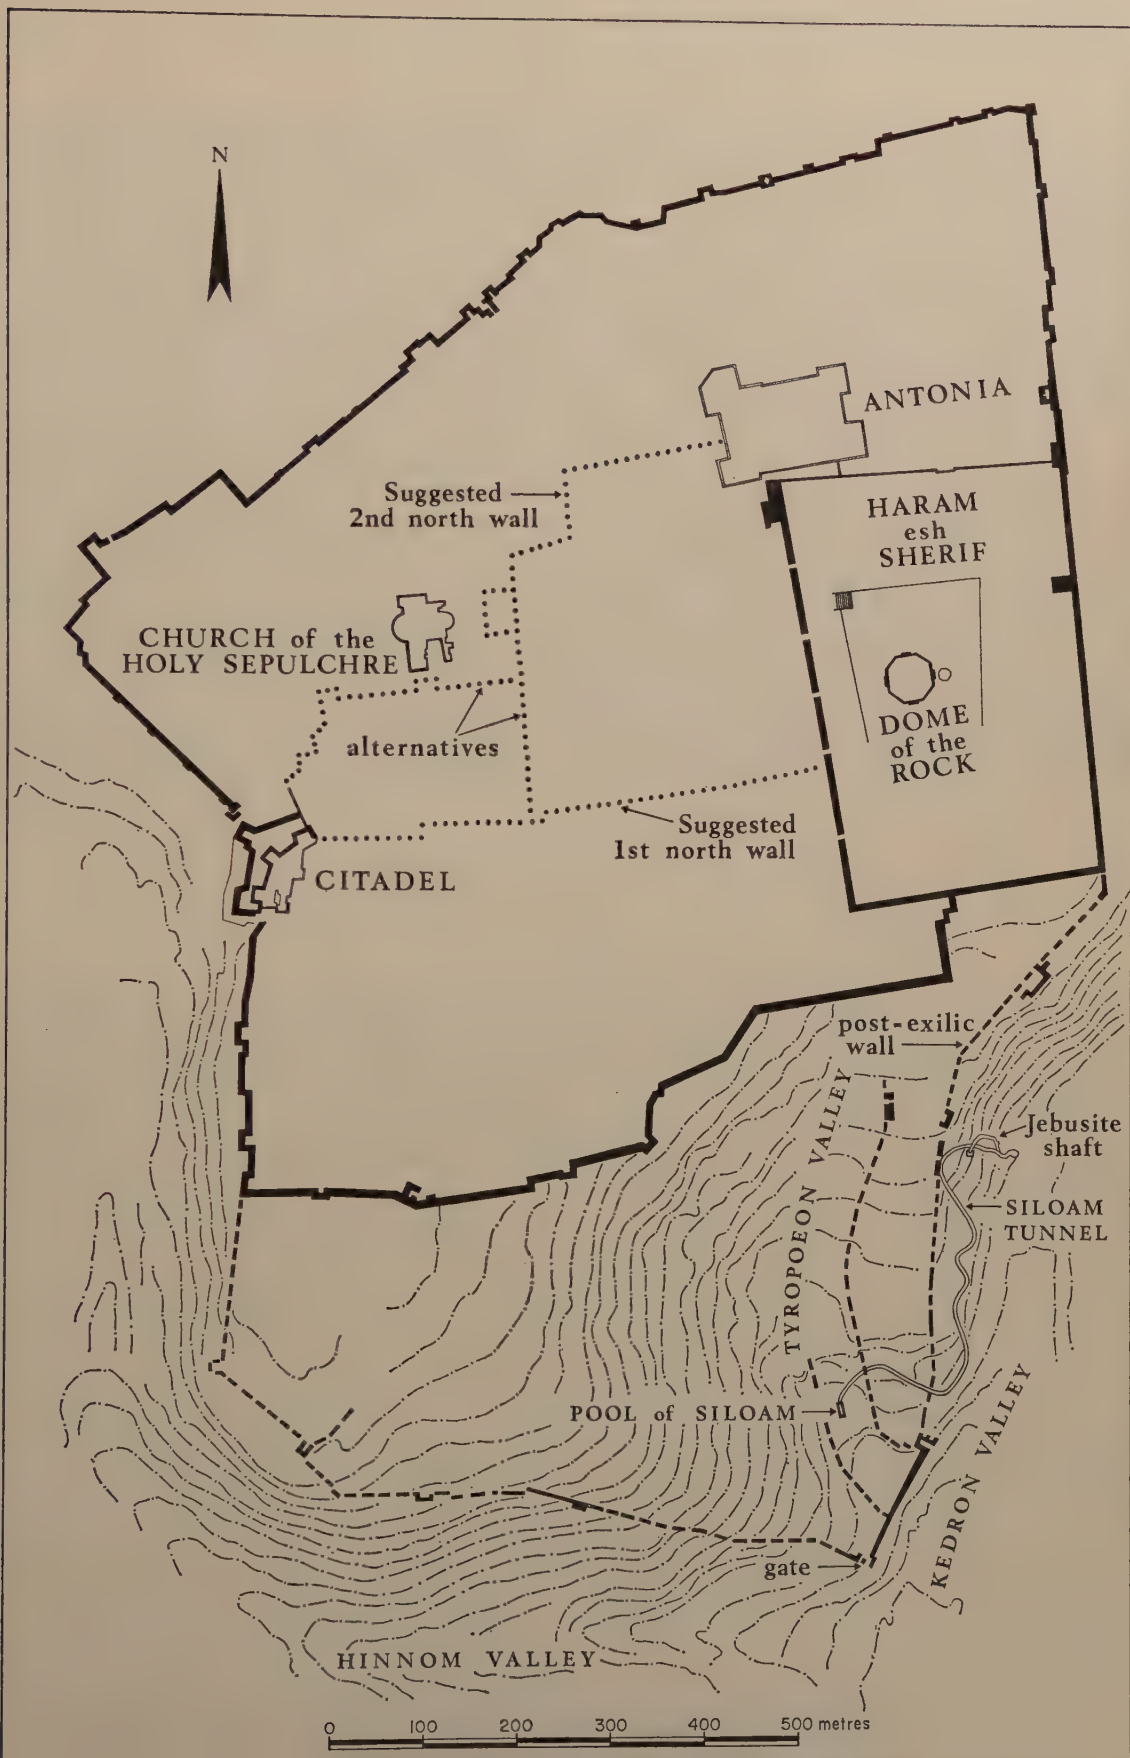 N
ANTONIA
Suggested
2nd north wall
HARAM
esh
SHERIF
CHURCH of the
HOLY SEPULCHRE
alternatives
DOME
of the
ROCK
Suggested
1st north wall
CITADEL
post-exilic
wall
TYROPOEON VALLEY
Jebusite
shaft
SILOAM
TUNNEL
POOL of SILOAM
KEDRON VALLEY
gate
HINNOM VALLEY
0 100 200 300 400 500 metres